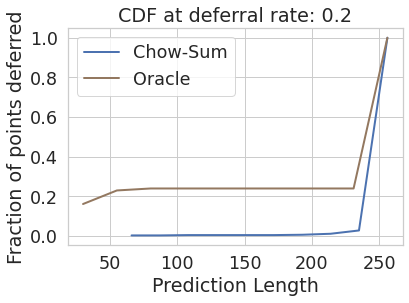 CDF at deferral rate: 0.2
Fraction of points deferred
1.0
0.8
0.6
0.4
0.2
0.0
Chow-Sum
Oracle
50 100 150 200 250
Prediction Length